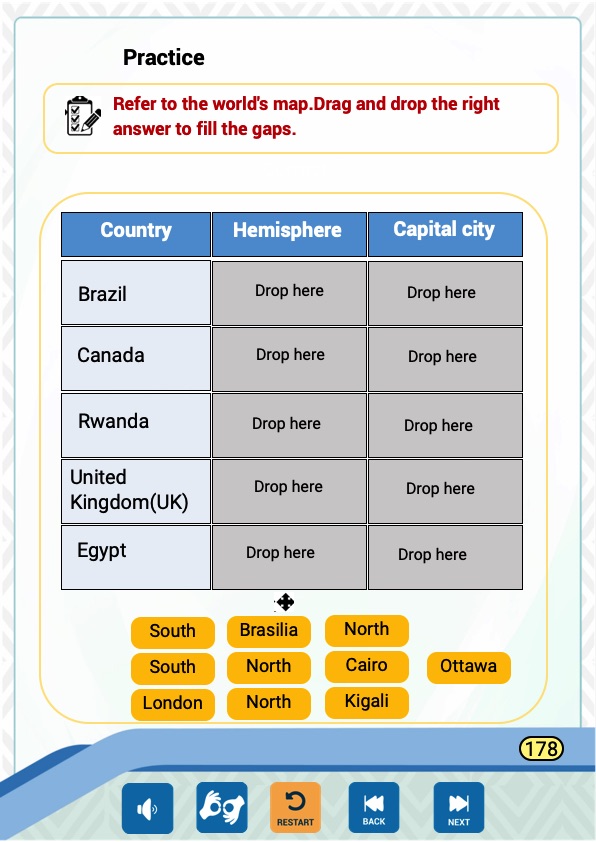 Practice
Refer to the world's map.Drag and drop the right
answer to fill the gaps.
Country Hemisphere Capital city
Brazil Drop here Drop here
Canada Drop here Drop here
Rwanda Drop here Drop here
United
Kingdom(UK) Drop here Drop here
Egypt Drop here Drop here
South Brasilia North
South North Cairo Ottawa
London North Kigali
178
RESTART BACK NEXT